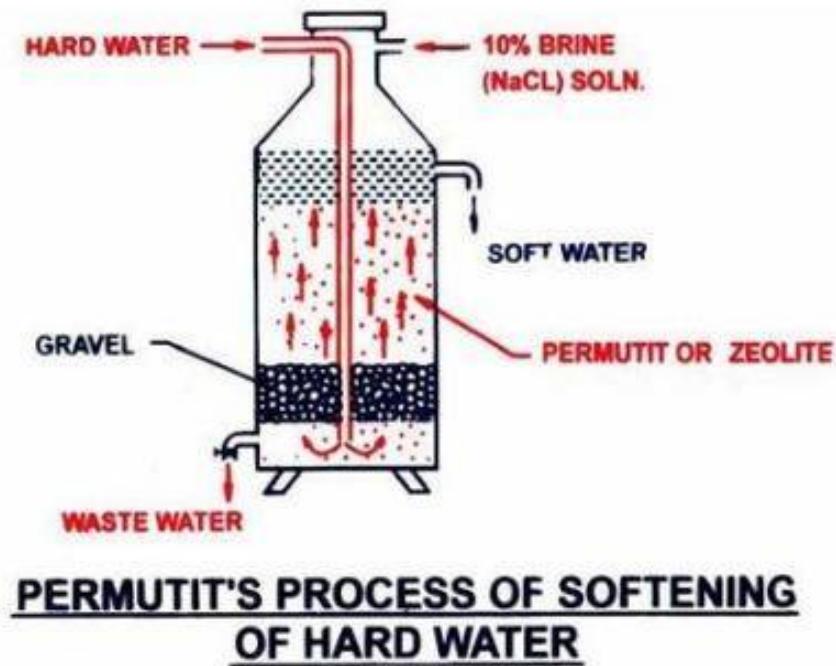 HARD WATER
10% BRINE
(NaCL) SOLN.
SOFT WATER
GRAVEL
PERMUTIT OR ZEOLITE
WASTE WATER
PERMUTIT'S PROCESS OF SOFTENING
OF HARD WATER